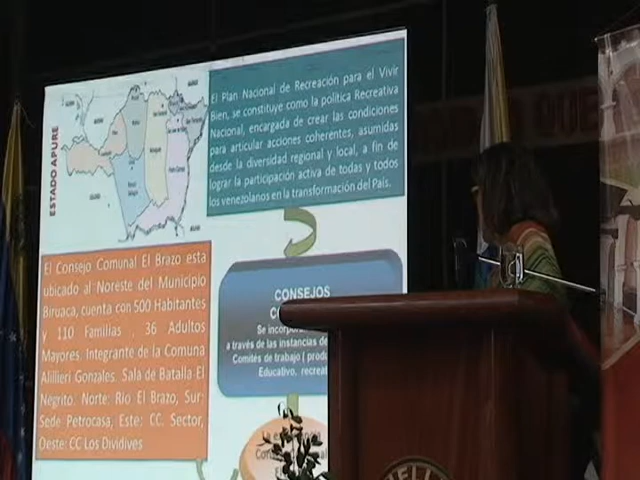 El Plan Nacional de Recreación para el Vivir
Bien, se constituye como la política Recreativa
Nacional, encargada de crear las condiciones
para articular acciones coherentes, asumidas
desde la diversidad regional y local, a fin de
lograr la participación activa de todas y todos
los venezolanos en la transformación del País.
ESTADO APURE
El Consejo Comunal El Brazo esta
ubicado al Noreste del Municipio
Biruaca, cuenta con 500 Habitantes
y 110 Familias , 36 Adultos
Mayores. Integrante de la Comuna
Alillieri Gonzales. Sala de Batalla El
Negrito. Norte: Rio El Brazo, Sur:
Sede Petrocasa, Este: CC. Sector,
Oeste: CC Los Dividives
CONSEJOS
Se incorpora
a través de las instancias de
Comités de trabajo ( produ
Educativo, recreat